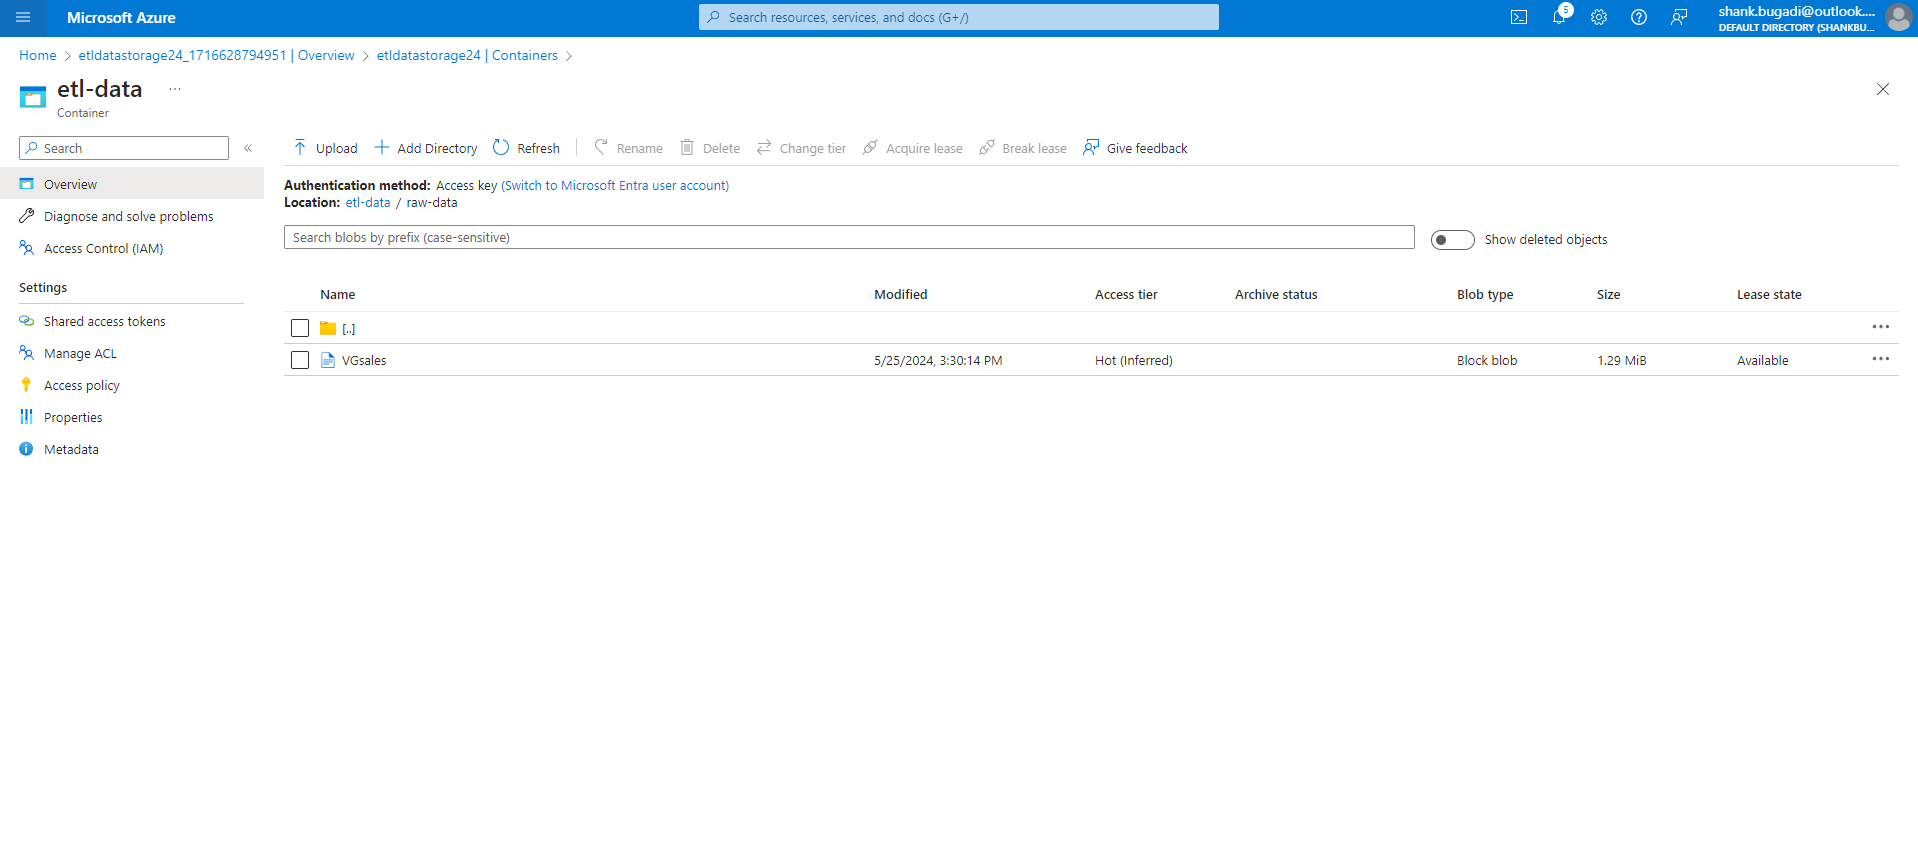 Microsoft Azure
Search resources, services, and docs (G+/)
5
shank.bugadi@outlook....
DEFAULT DIRECTORY (SHANKBU...
Home > etldatastorage24_1716628794951 | Overview > etldatastorage24 | Containers >
etl-data ...
Container
Search «
Upload Add Directory Refresh Rename Delete Change tier Acquire lease Break lease Give feedback
Overview
Diagnose and solve problems
Access Control (IAM)
Settings
Shared access tokens
Manage ACL
Access policy
Properties
Metadata
Authentication method: Access key (Switch to Microsoft Entra user account)
Location: etl-data / raw-data
Search blobs by prefix (case-sensitive)
Show deleted objects
Name Modified Access tier Archive status Blob type Size Lease state
[..]
VGsales 5/25/2024, 3:30:14 PM Hot (Inferred) Block blob 1.29 MiB Available